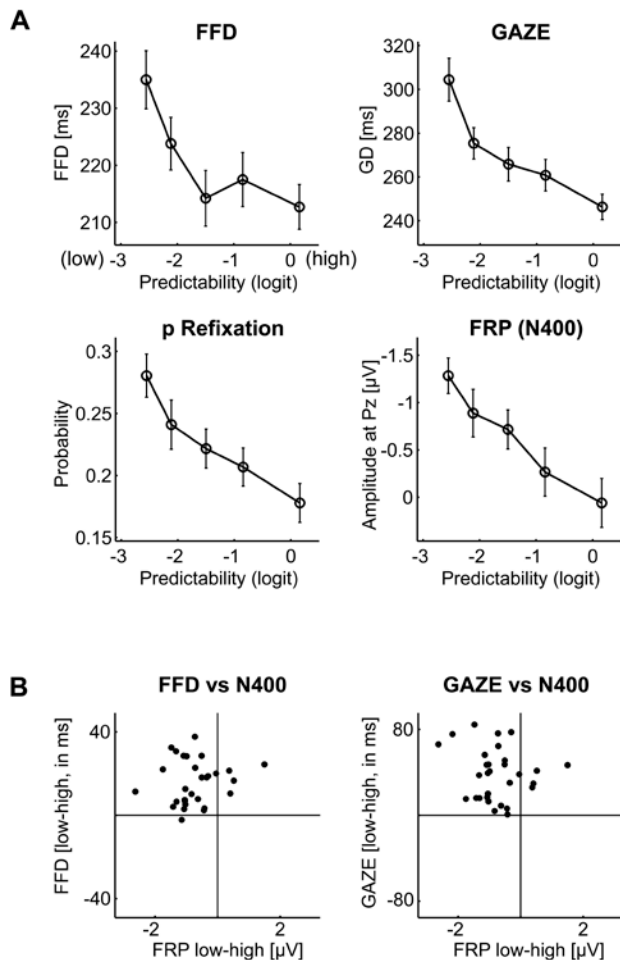 A
FFD
GAZE
FFD [ms]
240
230
220
210
(low)
-3
-2
-1
0
(high)
Predictability (logit)
GD [ms]
320
300
280
260
240
-3
-2
-1
0
Predictability (logit)
p Refixation
FRP (N400)
Probability
0.3
0.25
0.2
0.15
-3
-2
-1
0
Predictability (logit)
Amplitude at Pz [µV]
-1.5
-1
-0.5
0
-3
-2
-1
0
Predictability (logit)
B
FFD vs N400
GAZE vs N400
FFD [low-high, in ms]
40
-40
-2
2
FRP low-high [µV]
GAZE [low-high, in ms]
80
-80
-2
2
FRP low-high [µV]